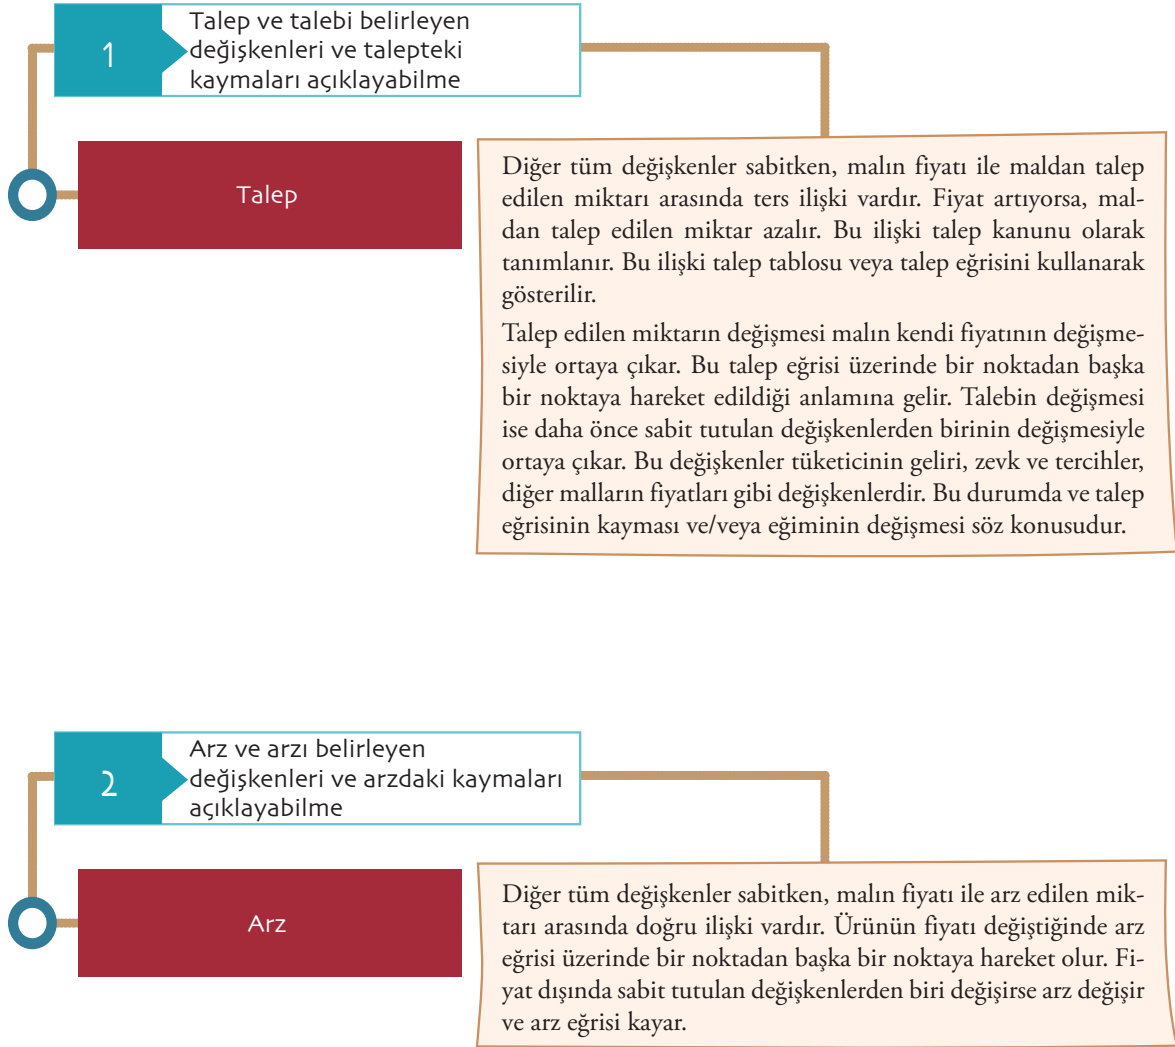 1
Talep ve talebi belirleyen
değişkenleri ve talepteki
kaymaları açıklayabilme
Talep
Diğer tüm değişkenler sabitken, malın fiyatı ile maldan talep
edilen miktarı arasında ters ilişki vardır. Fiyat artıyorsa, mal-
dan talep edilen miktar azalır. Bu ilişki talep kanunu olarak
tanımlanır. Bu ilişki talep tablosu veya talep eğrisini kullanarak
gösterilir.
Talep edilen miktarın değişmesi malın kendi fiyatının değişme-
siyle ortaya çıkar. Bu talep eğrisi üzerinde bir noktadan başka
bir noktaya hareket edildiği anlamına gelir. Talebin değişmesi
ise daha önce sabit tutulan değişkenlerden birinin değişmesiyle
ortaya çıkar. Bu değişkenler tüketicinin geliri, zevk ve tercihler,
diğer malların fiyatları gibi değişkenlerdir. Bu durumda ve talep
eğrisinin kayması ve/veya eğiminin değişmesi söz konusudur.
2
Arz ve arzı belirleyen
değişkenleri ve arzdaki kaymaları
açıklayabilme
Arz
Diğer tüm değişkenler sabitken, malın fiyatı ile arz edilen mik-
tarı arasında doğru ilişki vardır. Ürünün fiyatı değiştiğinde arz
eğrisi üzerinde bir noktadan başka bir noktaya hareket olur. Fi-
yat dışında sabit tutulan değişkenlerden biri değişirse arz değişir
ve arz eğrisi kayar.